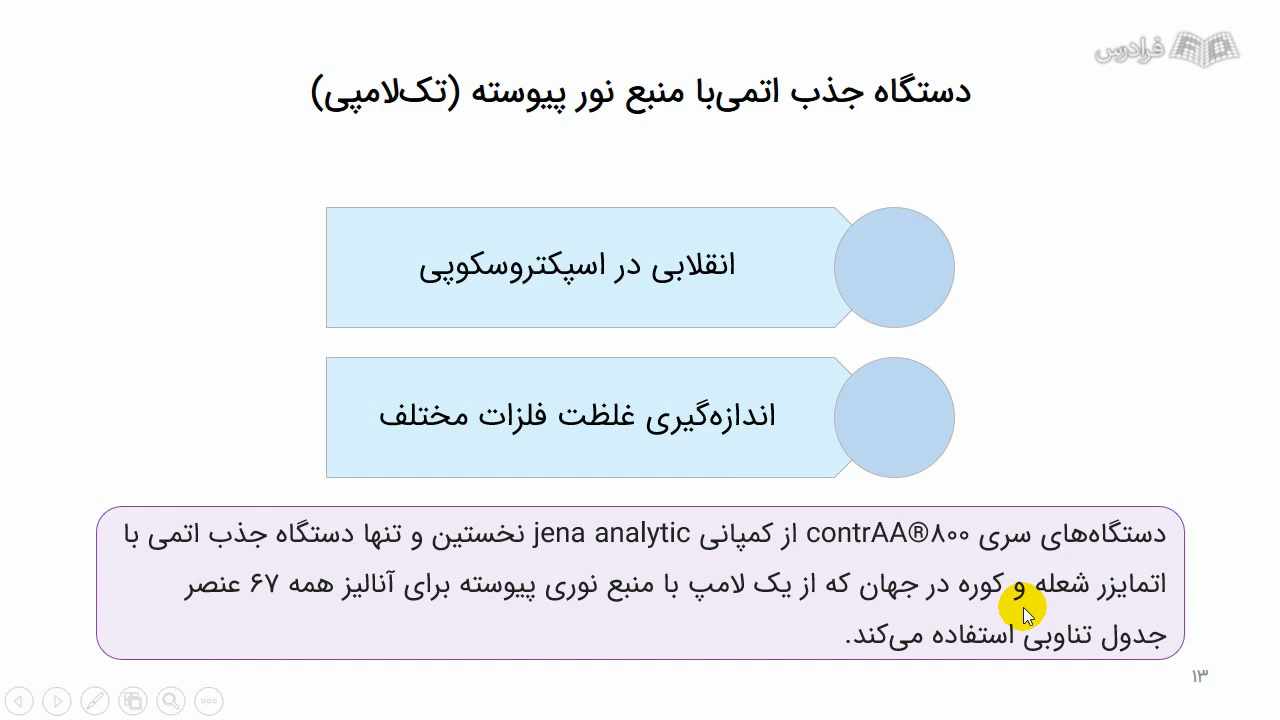 فرادرس
دستگاه جذب اتمی‌با منبع نور پیوسته (تک‌لامپی)
انقلابی در اسپکتروسکوپی
اندازه‌گیری غلظت فلزات مختلف
دستگاه‌های سری contrAA®۸۰۰ از کمپانی jena analytic نخستین و تنها دستگاه جذب اتمی با
اتمایزر شعله و کوره در جهان که از یک لامپ با منبع نوری پیوسته برای آنالیز همه ۶۷ عنصر
جدول تناوبی استفاده می‌کند.
۱۳